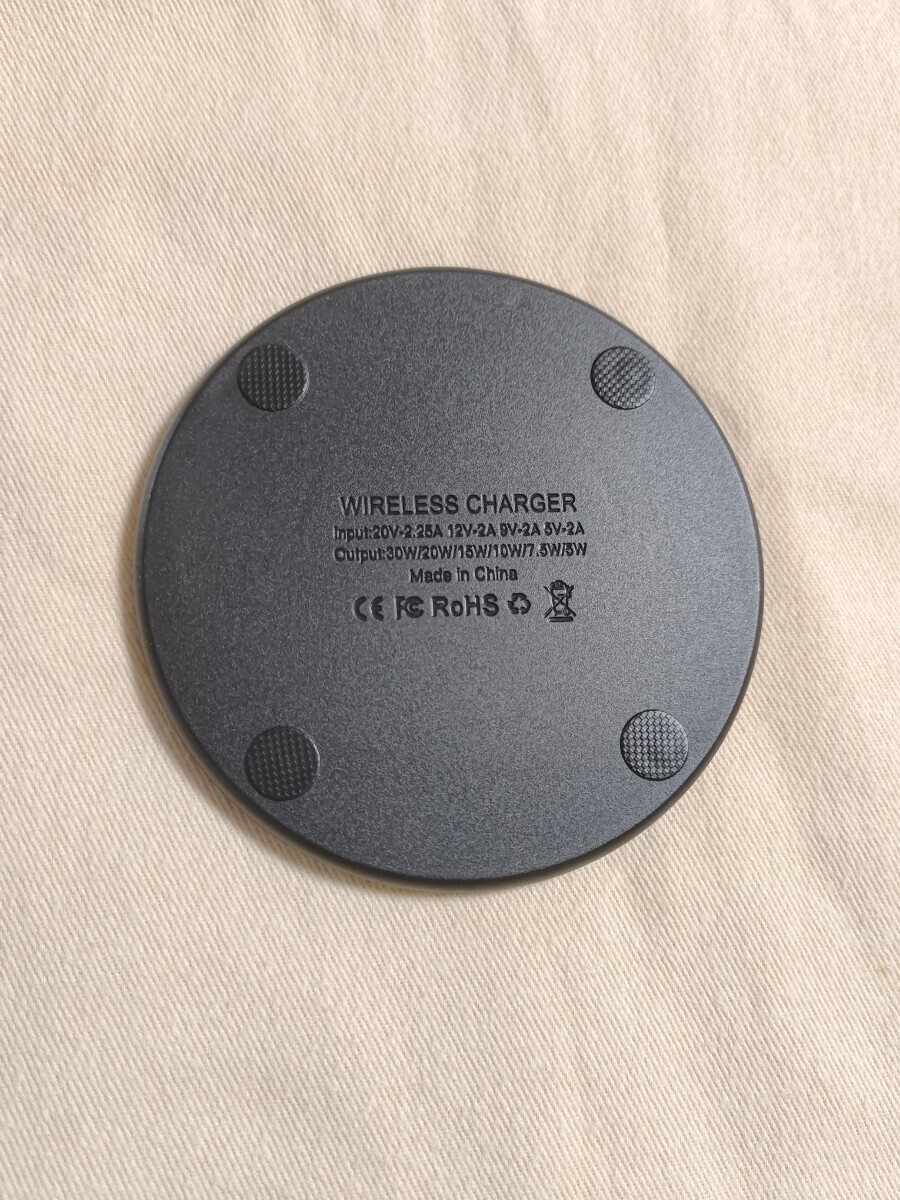 WIRELESS CHARGER
Input:20V-2.25A 12V-2A 9V-2A 5V-2A
Output:30W/20W/15W/10W/7.5W/5W
Made in China
CE FC RoHS